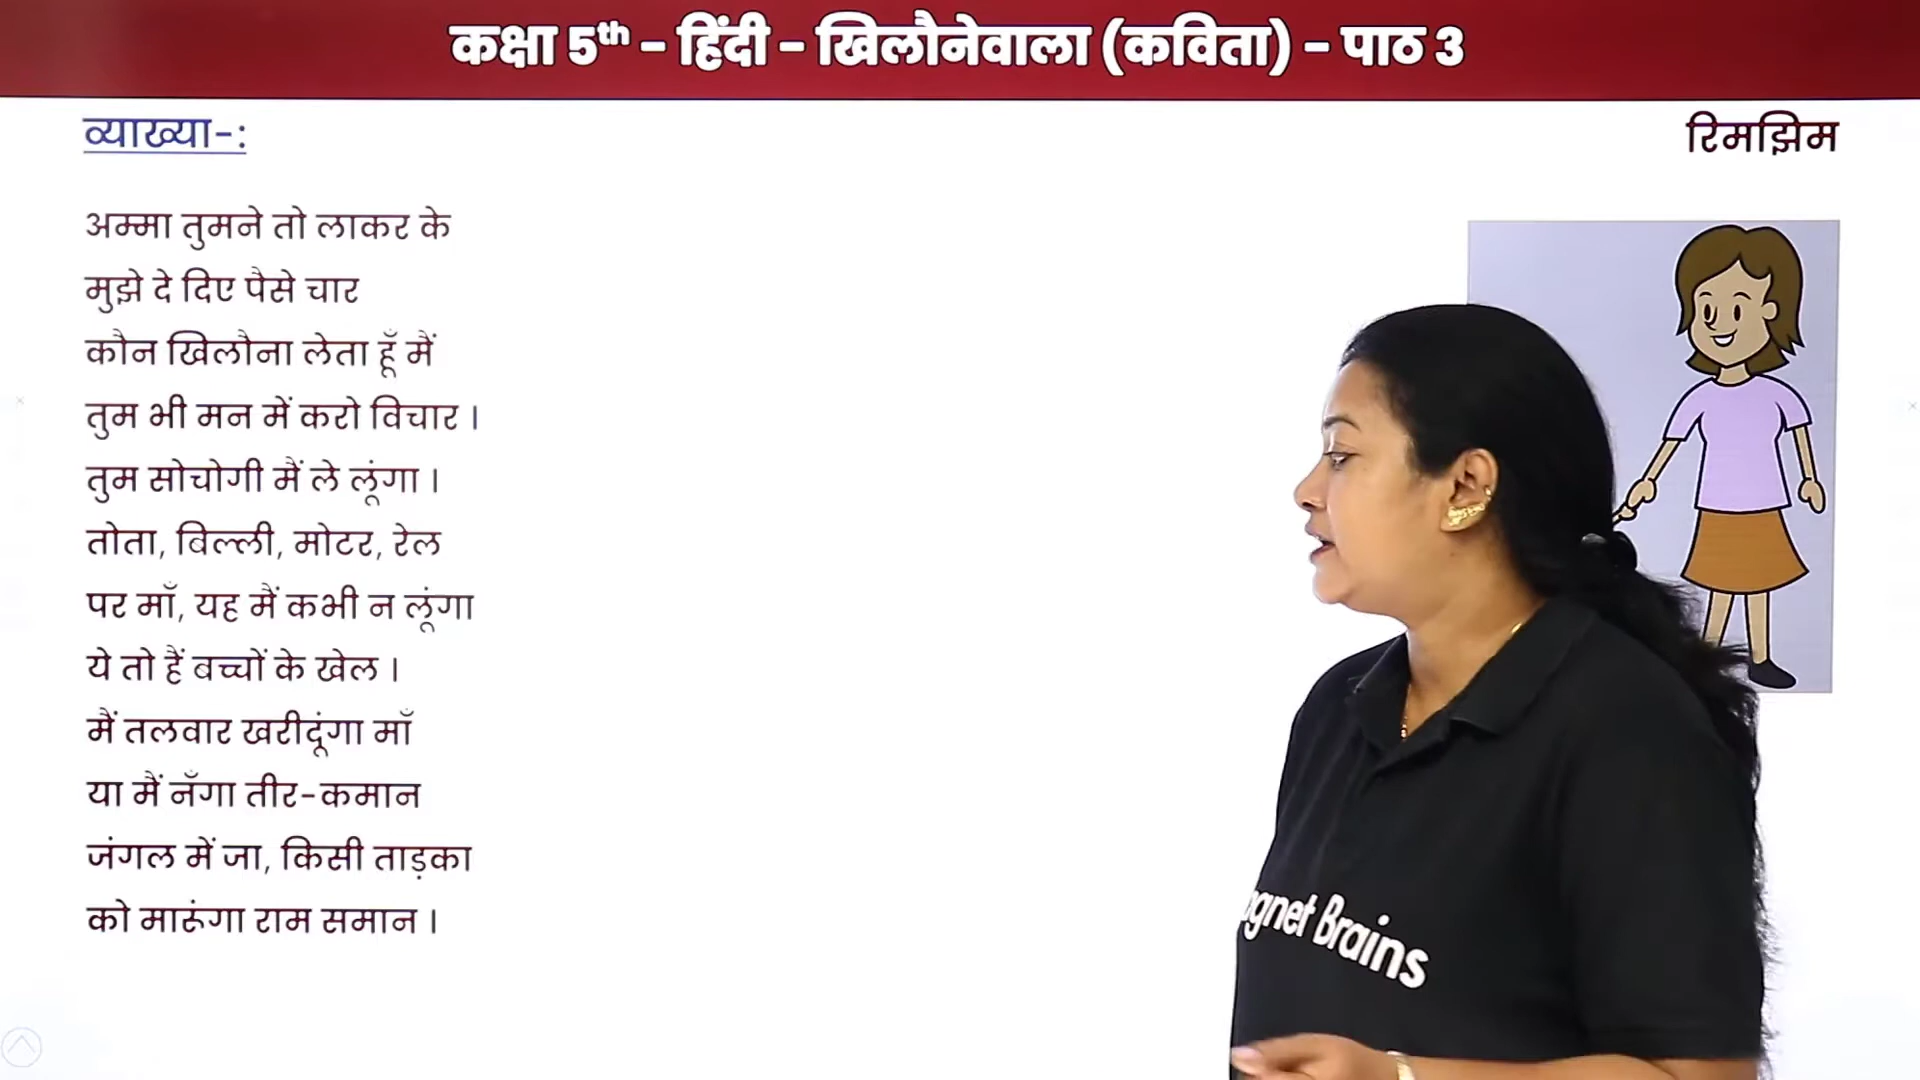 कक्षा 5th - हिंदी - खिलौनेवाला (कविता) - पाठ 3
व्याख्या-:
रिमझिम
अम्मा तुमने तो लाकर के
मुझे दे दिए पैसे चार
कौन खिलौना लेता हूँ मैं
तुम भी मन में करो विचार ।
तुम सोचोगी मैं ले लूंगा ।
तोता, बिल्ली, मोटर, रेल
पर माँ, यह मैं कभी न लूंगा
ये तो हैं बच्चों के खेल ।
मैं तलवार खरीदूंगा माँ
या मैं नँगा तीर-कमान
जंगल में जा, किसी ताड़का
को मारूंगा राम समान ।
gnet Brains